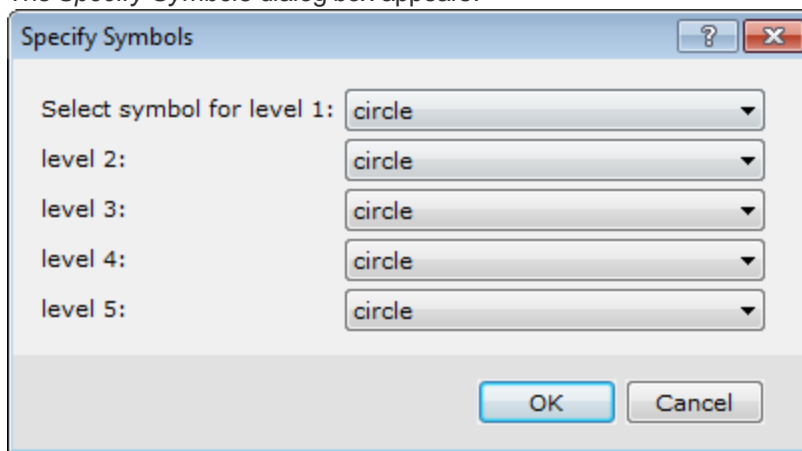 The Specify Symbols dialog box appears.
Specify Symbols
?
Select symbol for level 1: circle
level 2: circle
level 3: circle
level 4: circle
level 5: circle
OK Cancel